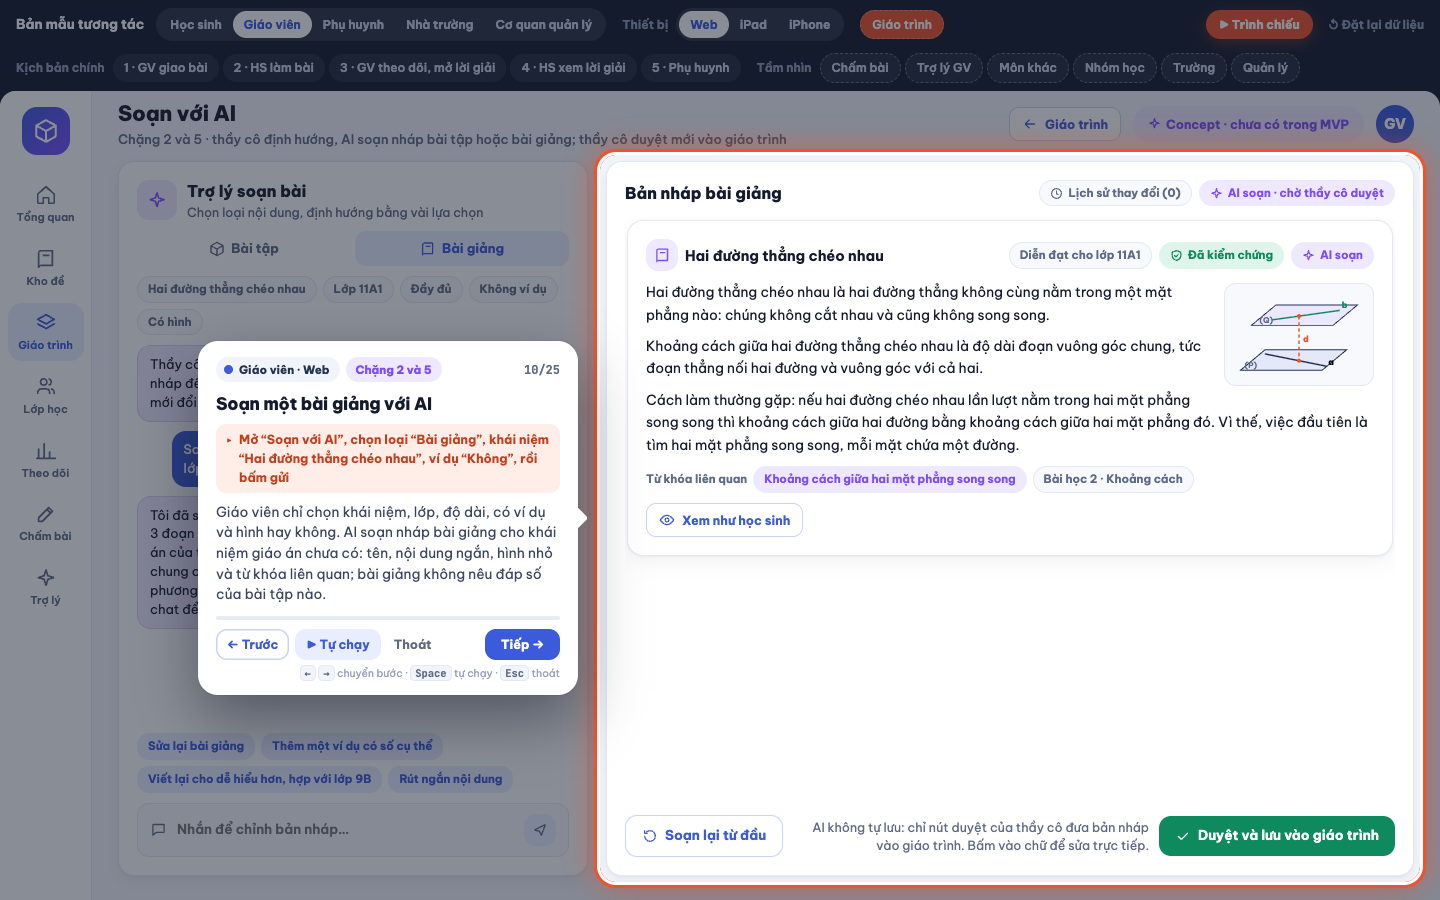 Bản mẫu tương tác
Học sinh
Giáo viên
Phụ huynh
Nhà trường
Cơ quan quản lý
Thiết bị
Web
iPad
iPhone
Giáo trình
Trình chiếu
Đặt lại dữ liệu
Kịch bản chính
1 · GV giao bài
2 · HS làm bài
3 · GV theo dõi, mở lời giải
4 · HS xem lời giải
5 · Phụ huynh
Tầm nhìn
Chấm bài
Trợ lý GV
Môn khác
Nhóm học
Trường
Quản lý
Soạn với AI
Chặng 2 và 5 · thầy cô định hướng, AI soạn nháp bài tập hoặc bài giảng; thầy cô duyệt mới vào giáo trình
← Giáo trình
Concept · chưa có trong MVP
GV
Tổng quan
Kho đề
Giáo trình
Lớp học
Theo dõi
Chấm bài
Trợ lý
Trợ lý soạn bài
Chọn loại nội dung, định hướng bằng vài lựa chọn
Bài tập
Bài giảng
Hai đường thẳng chéo nhau
Lớp 11A1
Đầy đủ
Không ví dụ
Có hình
Thầy cô
nháp để
mới đổi
lớp
Tôi đã s
3 đoạn
án của
chung c
phương
chat để
Giáo viên · Web
Chặng 2 và 5
10/25
Soạn một bài giảng với AI
▸ Mở “Soạn với AI”, chọn loại “Bài giảng”, khái niệm
“Hai đường thẳng chéo nhau”, ví dụ “Không”, rồi
bấm gửi
Giáo viên chỉ chọn khái niệm, lớp, độ dài, có ví dụ
và hình hay không. AI soạn nháp bài giảng cho khái
niệm giáo án chưa có: tên, nội dung ngắn, hình nhỏ
và từ khóa liên quan; bài giảng không nêu đáp số
của bài tập nào.
← Trước
Tự chạy
Thoát
Tiếp →
← → chuyển bước · Space tự chạy · Esc thoát
Sửa lại bài giảng
Thêm một ví dụ có số cụ thể
Viết lại cho dễ hiểu hơn, hợp với lớp 9B
Rút ngắn nội dung
Nhắn để chỉnh bản nháp...
Bản nháp bài giảng
Lịch sử thay đổi (0)
AI soạn · chờ thầy cô duyệt
Hai đường thẳng chéo nhau
Diễn đạt cho lớp 11A1
Đã kiểm chứng
AI soạn
Hai đường thẳng chéo nhau là hai đường thẳng không cùng nằm trong một mặt
phẳng nào: chúng không cắt nhau và cũng không song song.
Khoảng cách giữa hai đường thẳng chéo nhau là độ dài đoạn vuông góc chung, tức
đoạn thẳng nối hai đường và vuông góc với cả hai.
Cách làm thường gặp: nếu hai đường chéo nhau lần lượt nằm trong hai mặt phẳng
song song thì khoảng cách giữa hai đường bằng khoảng cách giữa hai mặt phẳng đó. Vì thế, việc đầu tiên là
tìm hai mặt phẳng song song, mỗi mặt chứa một đường.
(Q)
b
d
(P)
a
Từ khóa liên quan
Khoảng cách giữa hai mặt phẳng song song
Bài học 2 · Khoảng cách
Xem như học sinh
Soạn lại từ đầu
AI không tự lưu: chỉ nút duyệt của thầy cô đưa bản nháp
vào giáo trình. Bấm vào chữ để sửa trực tiếp.
Duyệt và lưu vào giáo trình